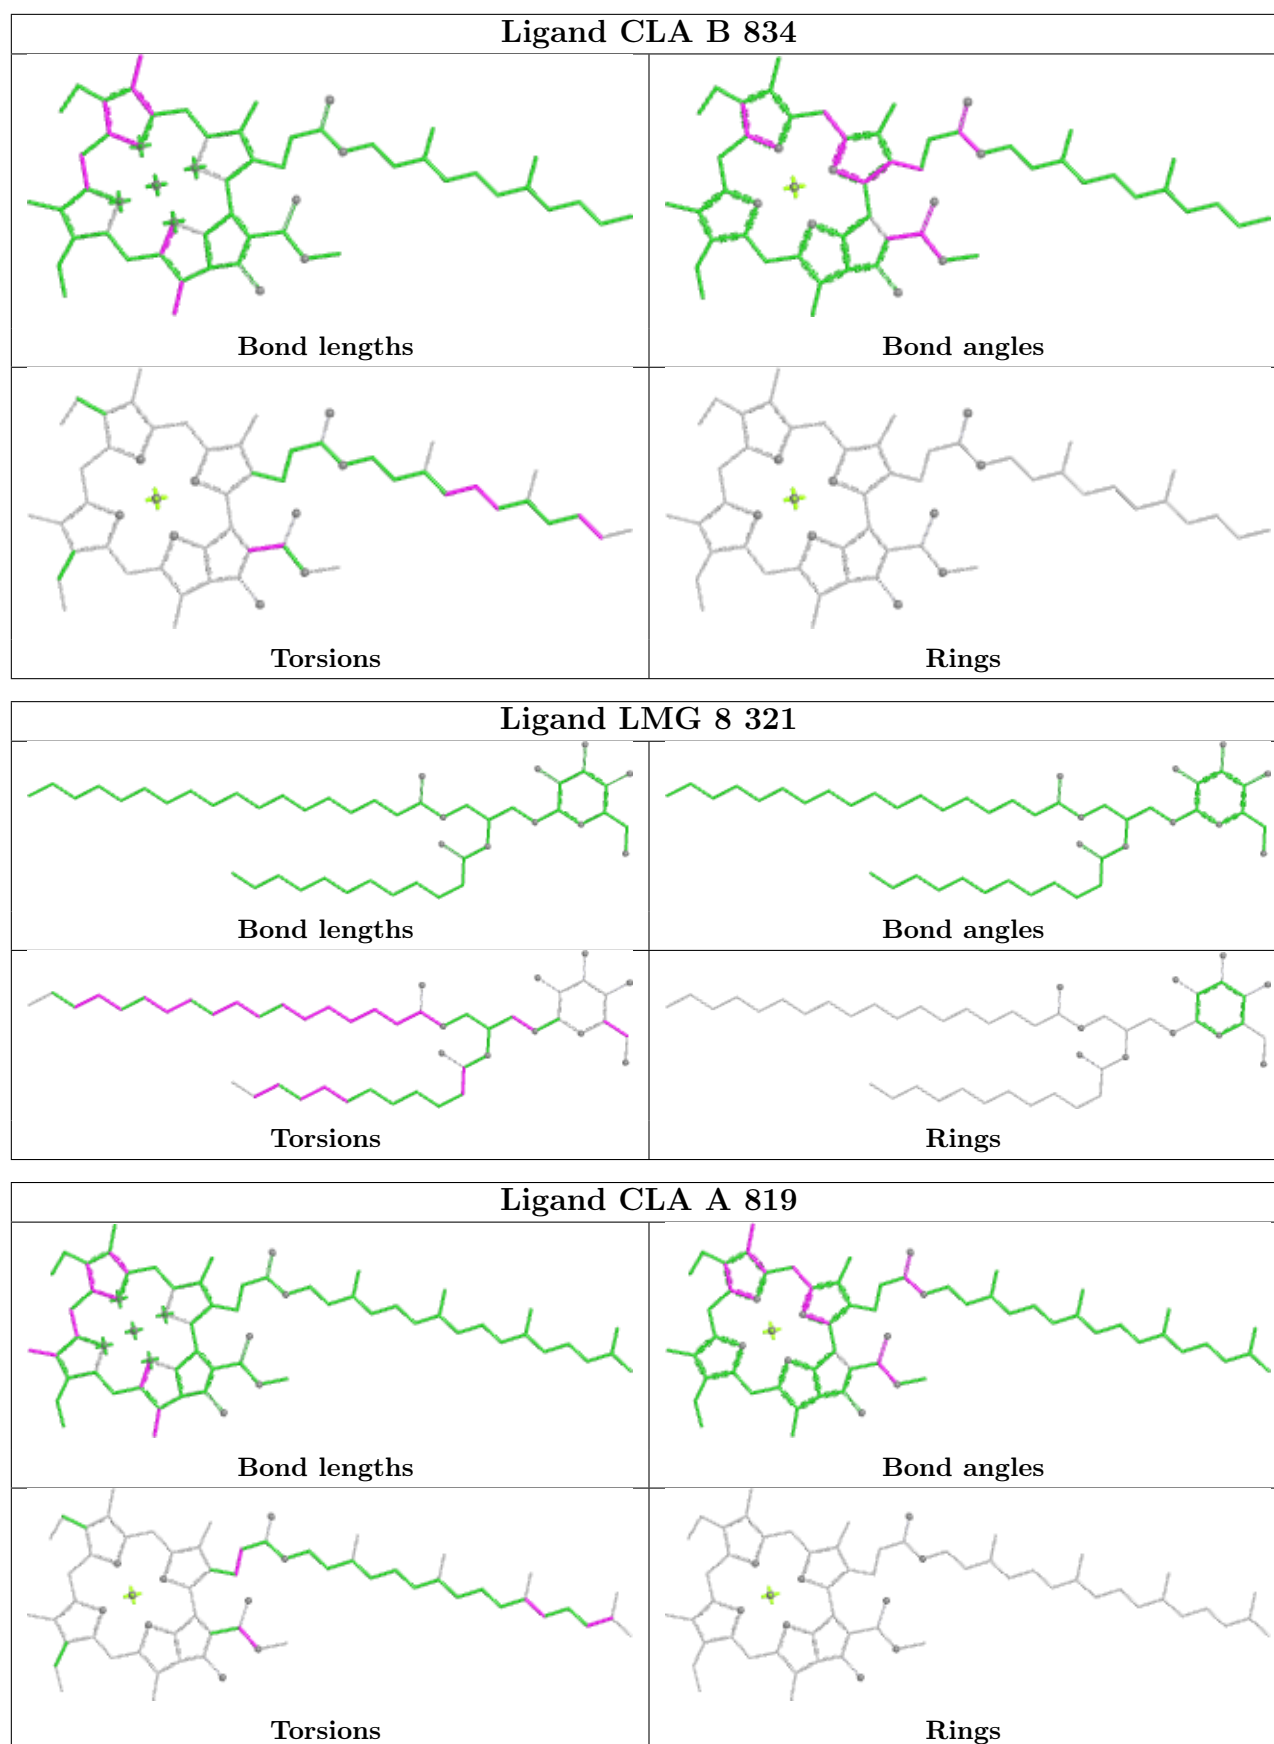 Ligand CLA B 834
Bond lengths
Bond angles
Torsions
Rings
Ligand LMG 8 321
Bond lengths
Bond angles
Torsions
Rings
Ligand CLA A 819
Bond lengths
Bond angles
Torsions
Rings